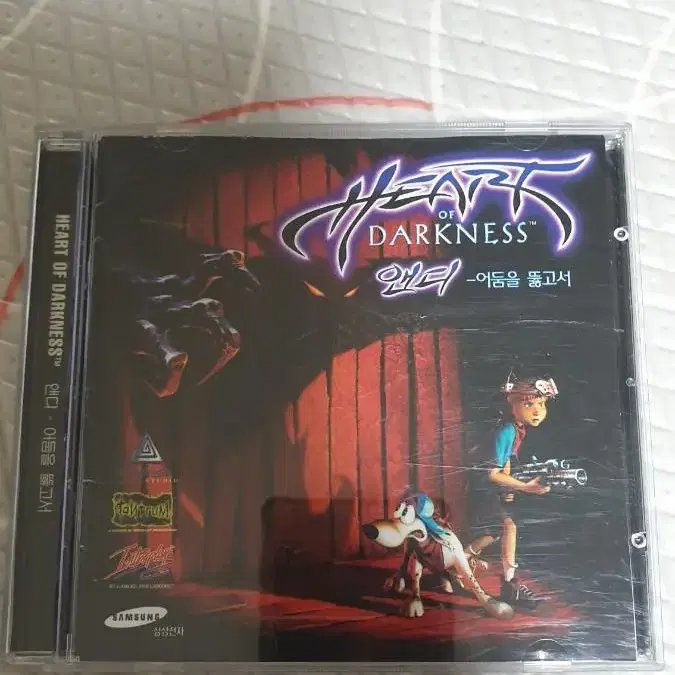 HEART OF DARKNESS™ 앤디 - 어둠을 뚫고서
HEART
OF
DARKNESS™
앤디 -어둠을 뚫고서
STUDIO
SAMSUNG
삼성전자